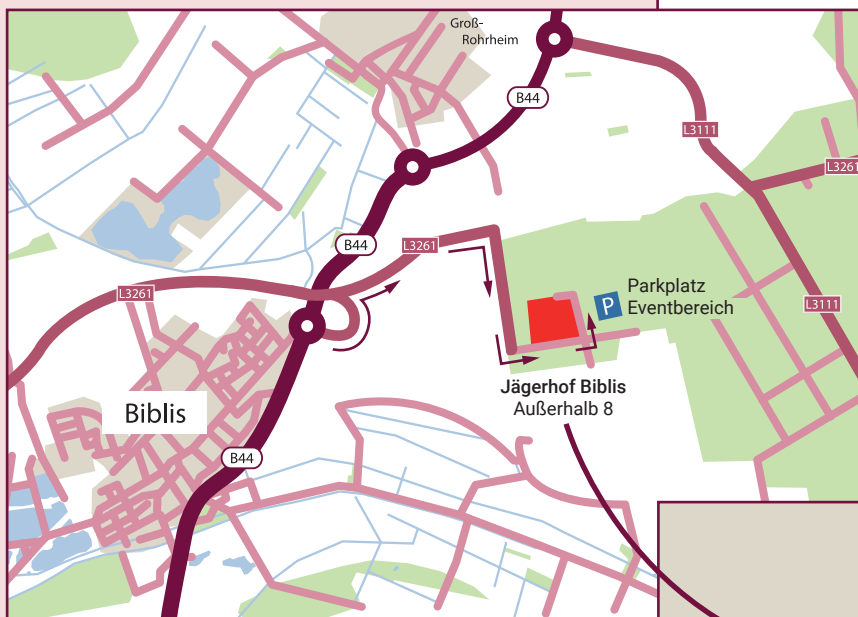 Groß-
Rohrheim
B44
L3111
L3261
B44
L3261
L3261
Parkplatz
Eventbereich
P
L3111
Jägerhof Biblis
Außerhalb 8
Biblis
B44